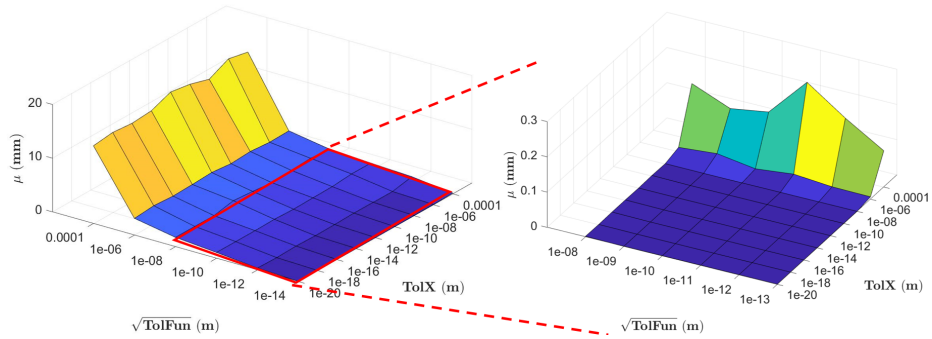 20
10
0
μ (mm)
0.0001
1e-06
1e-08
1e-10
1e-12
1e-14
√TolFun (m)
0.0001
1e-06
1e-08
1e-10
1e-12
1e-14
1e-16
1e-18
1e-20
TolX (m)
0.3
0.2
0.1
0
μ (mm)
1e-08
1e-09
1e-10
1e-11
1e-12
1e-13
√TolFun (m)
0.0001
1e-06
1e-08
1e-10
1e-12
1e-14
1e-16
1e-18
1e-20
TolX (m)